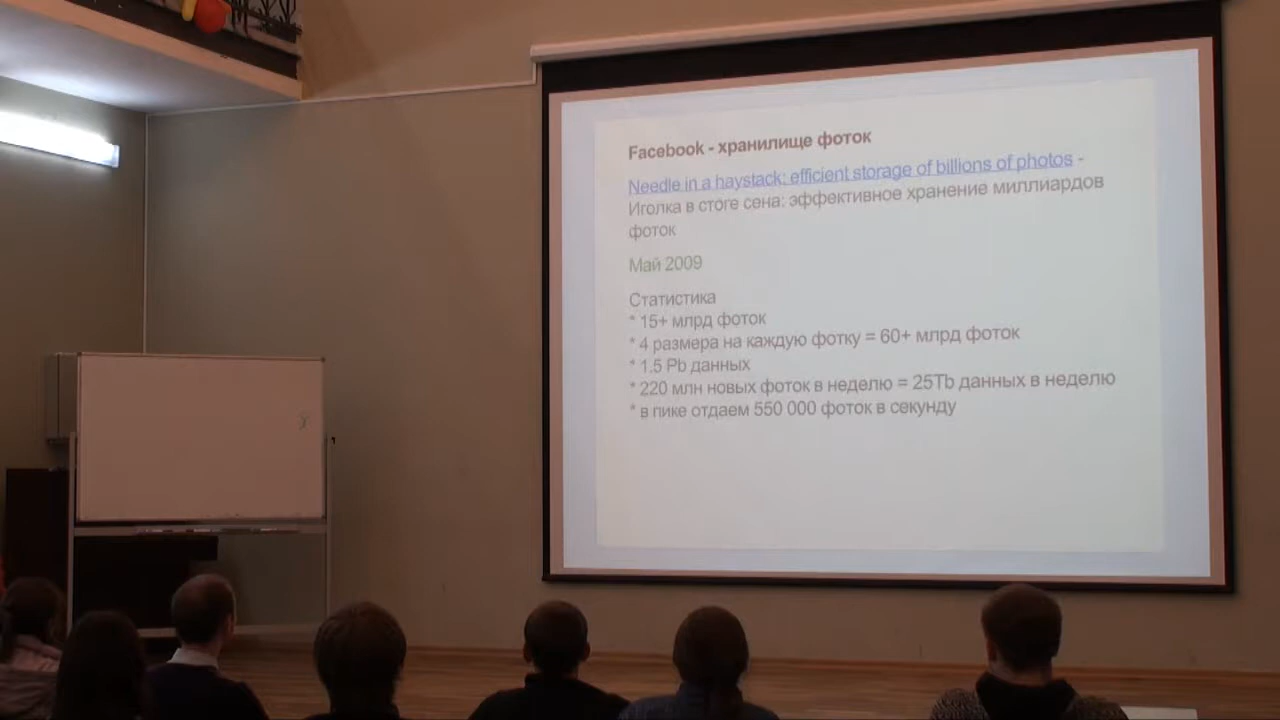 Facebook - хранилище фоток
Needle in a haystack: efficient storage of billions of photos -
Иголка в стоге сена: эффективное хранение миллиардов
фоток
Май 2009
Статистика
* 15+ млрд фоток
* 4 размера на каждую фотку = 60+ млрд фоток
* 1.5 Pb данных
* 220 млн новых фоток в неделю = 25Tb данных в неделю
* в пике отдаем 550 000 фоток в секунду